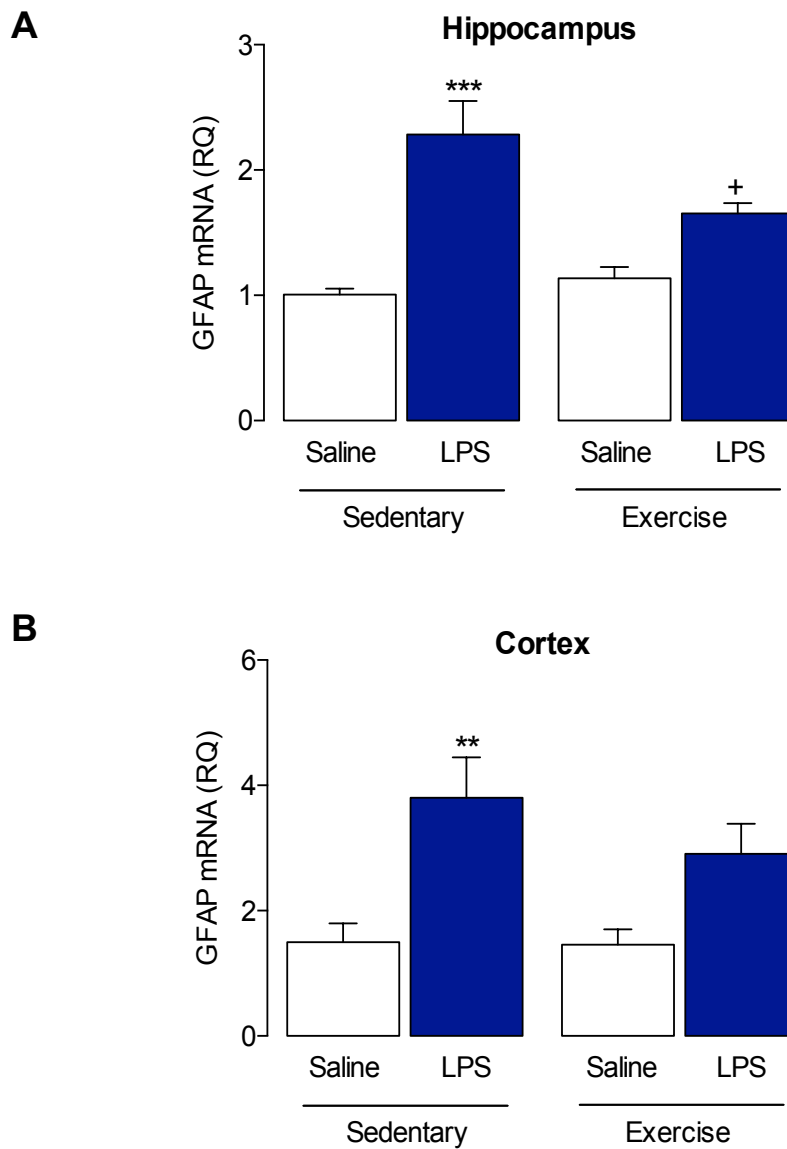 A
Hippocampus
GFAP mRNA (RQ)
3
2
1
0
***
+
Saline LPS Saline LPS
Sedentary Exercise
B
Cortex
GFAP mRNA (RQ)
6
4
2
0
**
Saline LPS Saline LPS
Sedentary Exercise